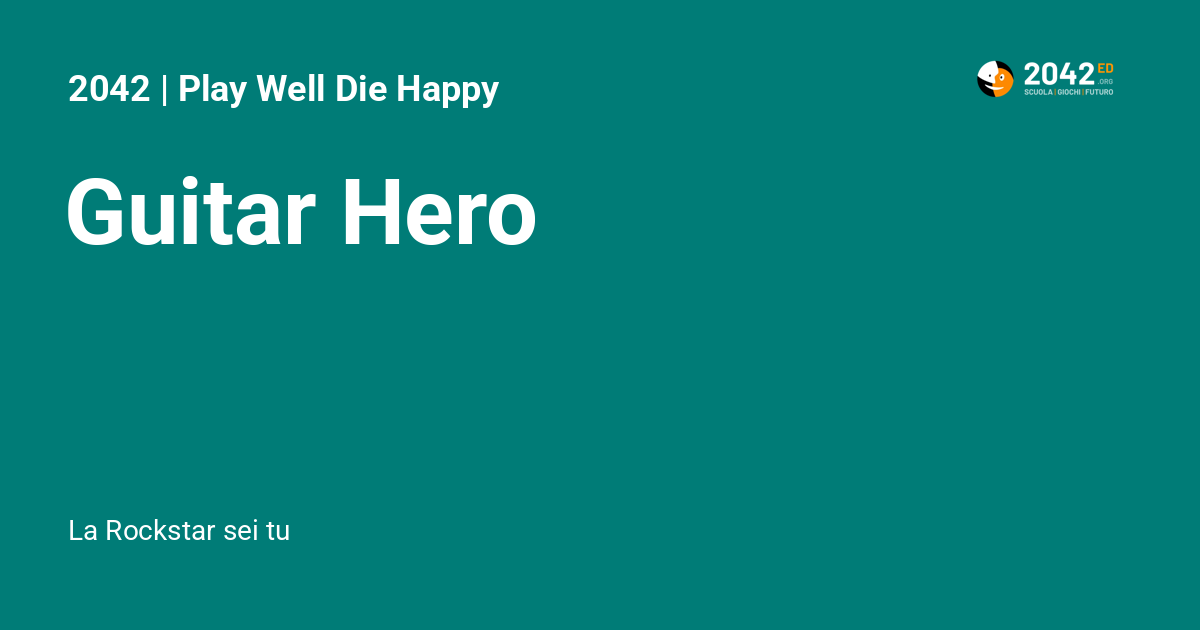 2042 | Play Well Die Happy
2042 ED
.ORG
SCUOLA | GIOCHI | FUTURO
Guitar Hero
La Rockstar sei tu